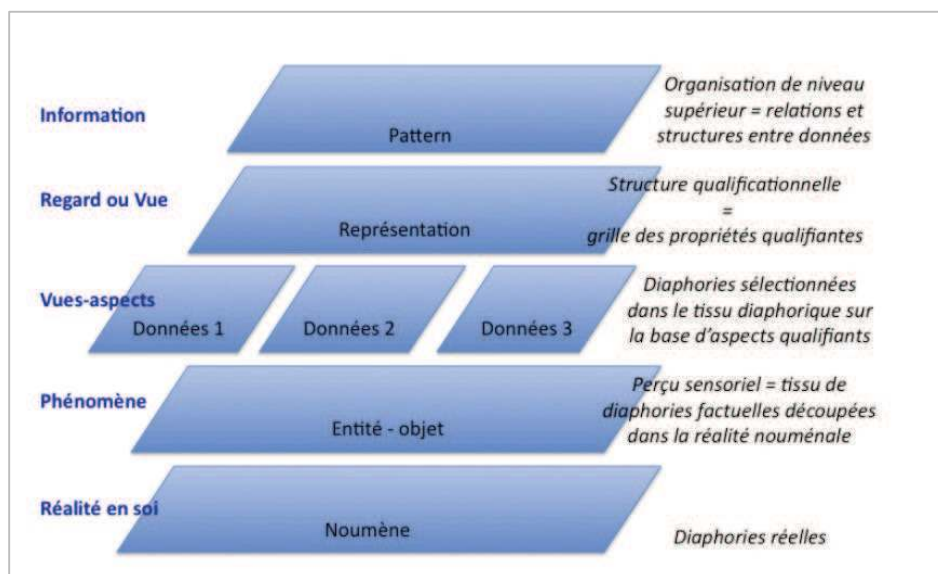 Information
Pattern
Organisation de niveau
supérieur = relations et
structures entre données
Regard ou Vue
Représentation
Structure qualificationnelle
=
grille des propriétés qualifiantes
Vues-aspects
Données 1
Données 2
Données 3
Diaphories sélectionnées
dans le tissu diaphorique sur
la base d'aspects qualifiants
Phénomène
Entité - objet
Perçu sensoriel = tissu de
diaphories factuelles découpées
dans la réalité nouménale
Réalité en soi
Noumène
Diaphories réelles